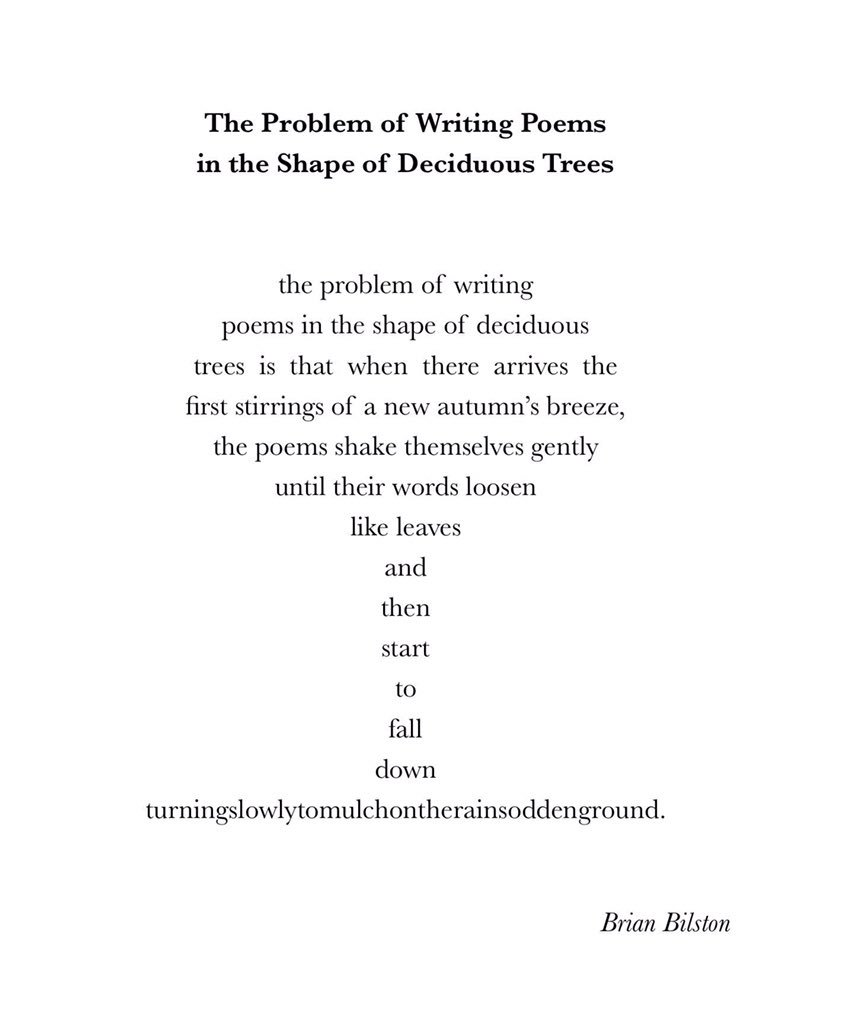 The Problem of Writing Poems
in the Shape of Deciduous Trees
the problem of writing
poems in the shape of deciduous
trees is that when there arrives the
first stirrings of a new autumn’s breeze,
the poems shake themselves gently
until their words loosen
like leaves
and
then
start
to
fall
down
turningslowlytomulchontherainsoddenground.
Brian Bilston